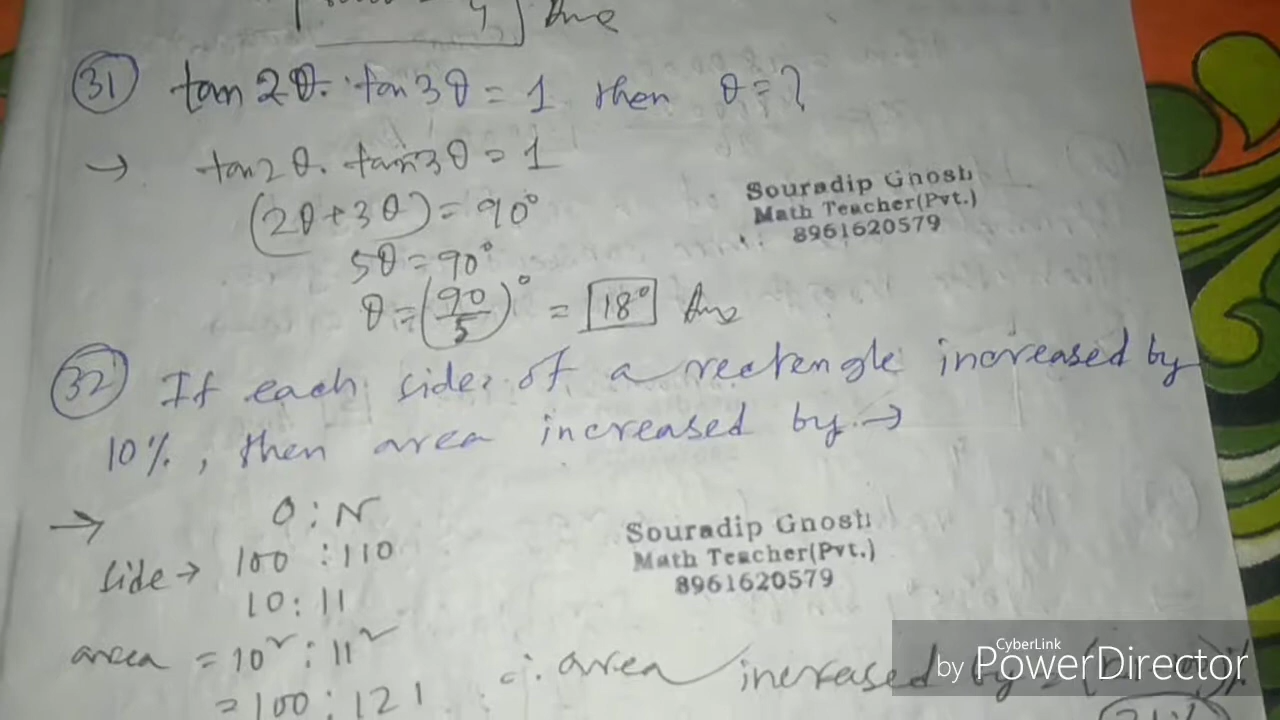 Ans
(31) tan 2θ. tan 3θ = 1 then θ = ?
→ tan 2θ. tan 3θ = 1
(2θ + 3θ) = 90°
5θ = 90°
θ = (90/5)° = 18° Ans
Souradip Ghosh
Math Teacher(Pvt.)
8961620579
(32) If each side of a rectengle increased by
10%, then area increased by →
→ O : N
side → 100 : 110
10 : 11
area = 10² : 11²
= 100 : 121
∴ area increased by =
Souradip Ghosh
Math Teacher(Pvt.)
8961620579
CyberLink
by PowerDirector